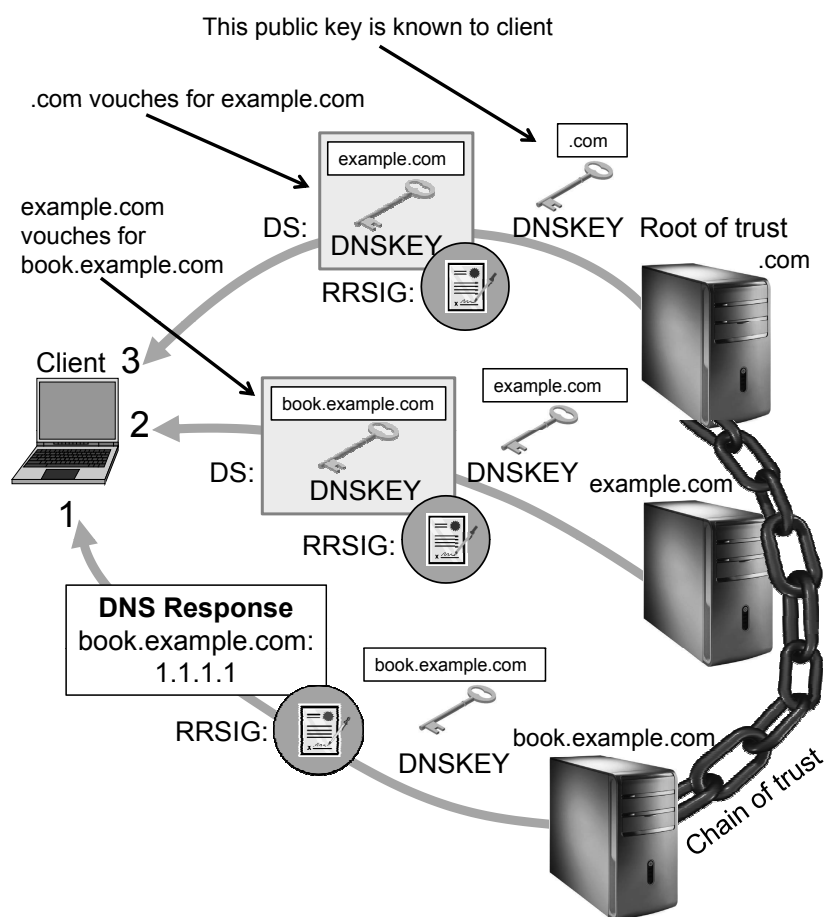 This public key is known to client
.com vouches for example.com
.com
example.com
example.com
vouches for
book.example.com
DS:
DNSKEY
DNSKEY
Root of trust
.com
RRSIG:
Client
3
example.com
book.example.com
2
DS:
DNSKEY
DNSKEY
example.com
1
RRSIG:
DNS Response
book.example.com:
1.1.1.1
book.example.com
RRSIG:
DNSKEY
book.example.com
Chain of trust